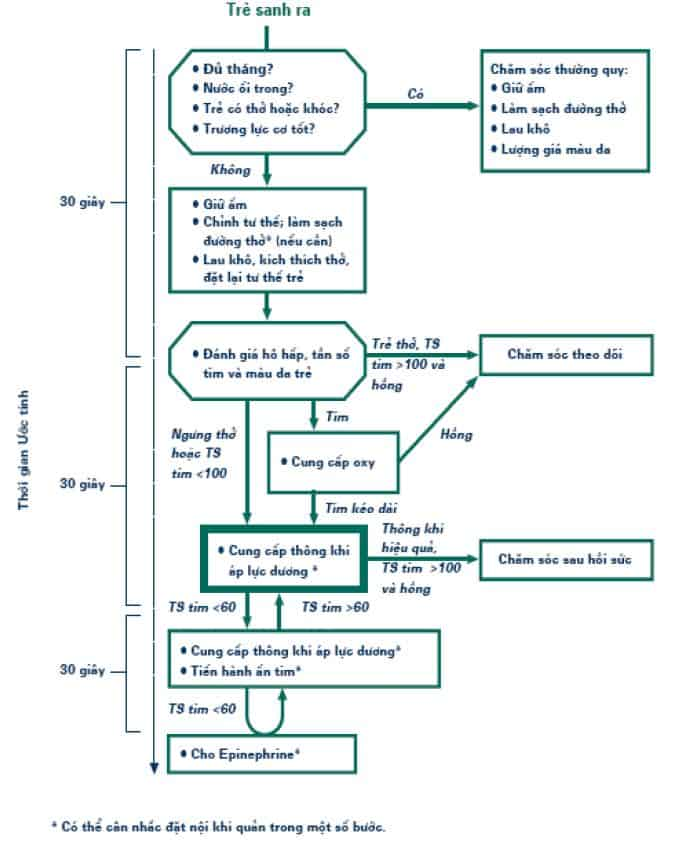 Trẻ sanh ra
• Đủ tháng?
• Nước ối trong?
• Trẻ có thở hoặc khóc?
• Trương lực cơ tốt?
Có
Chăm sóc thường quy:
• Giữ ấm
• Làm sạch đường thở
• Lau khô
• Lượng giá màu da
Không
30 giây
• Giữ ấm
• Chỉnh tư thế; làm sạch
đường thở* (nếu cần)
• Lau khô, kích thích thở,
đặt lại tư thế trẻ
• Đánh giá hô hấp, tần số
tim và màu da trẻ
Trẻ thở, TS
tim >100 và
hồng
Chăm sóc theo dõi
Thời gian Ước tính
Ngưng thở
hoặc TS
tim <100
Tím
Hồng
• Cung cấp oxy
30 giây
Tím kéo dài
• Cung cấp thông khí
áp lực dương *
Thông khí
hiệu quả,
TS tim >100
và hồng
Chăm sóc sau hồi sức
TS tim <60
TS tim >60
30 giây
• Cung cấp thông khí áp lực dương*
• Tiến hành ấn tim*
TS tim <60
• Cho Epinephrine*
* Có thể cân nhắc đặt nội khí quản trong một số bước.